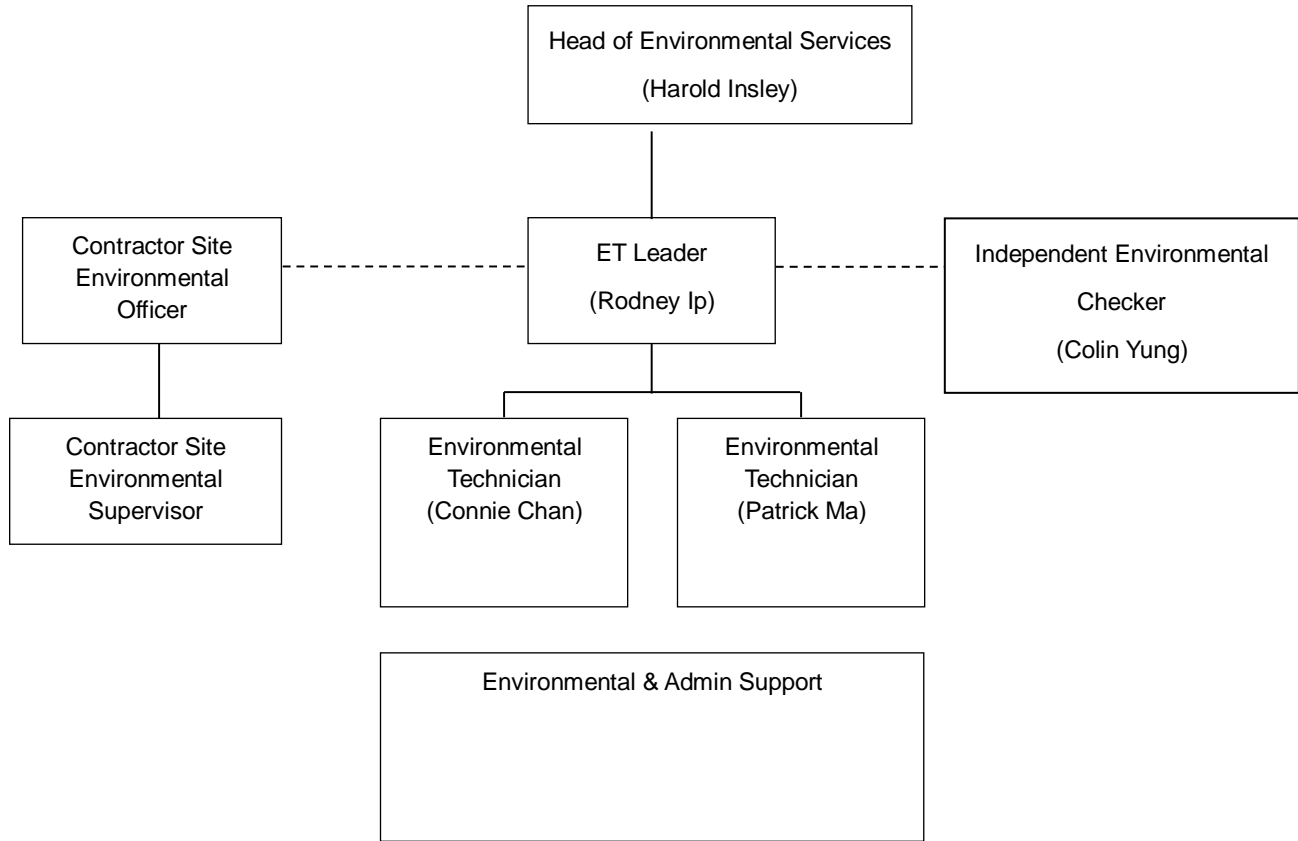 Head of Environmental Services
(Harold Insley)
Contractor Site
Environmental
Officer
ET Leader
(Rodney Ip)
Independent Environmental
Checker
(Colin Yung)
Contractor Site
Environmental
Supervisor
Environmental
Technician
(Connie Chan)
Environmental
Technician
(Patrick Ma)
Environmental & Admin Support